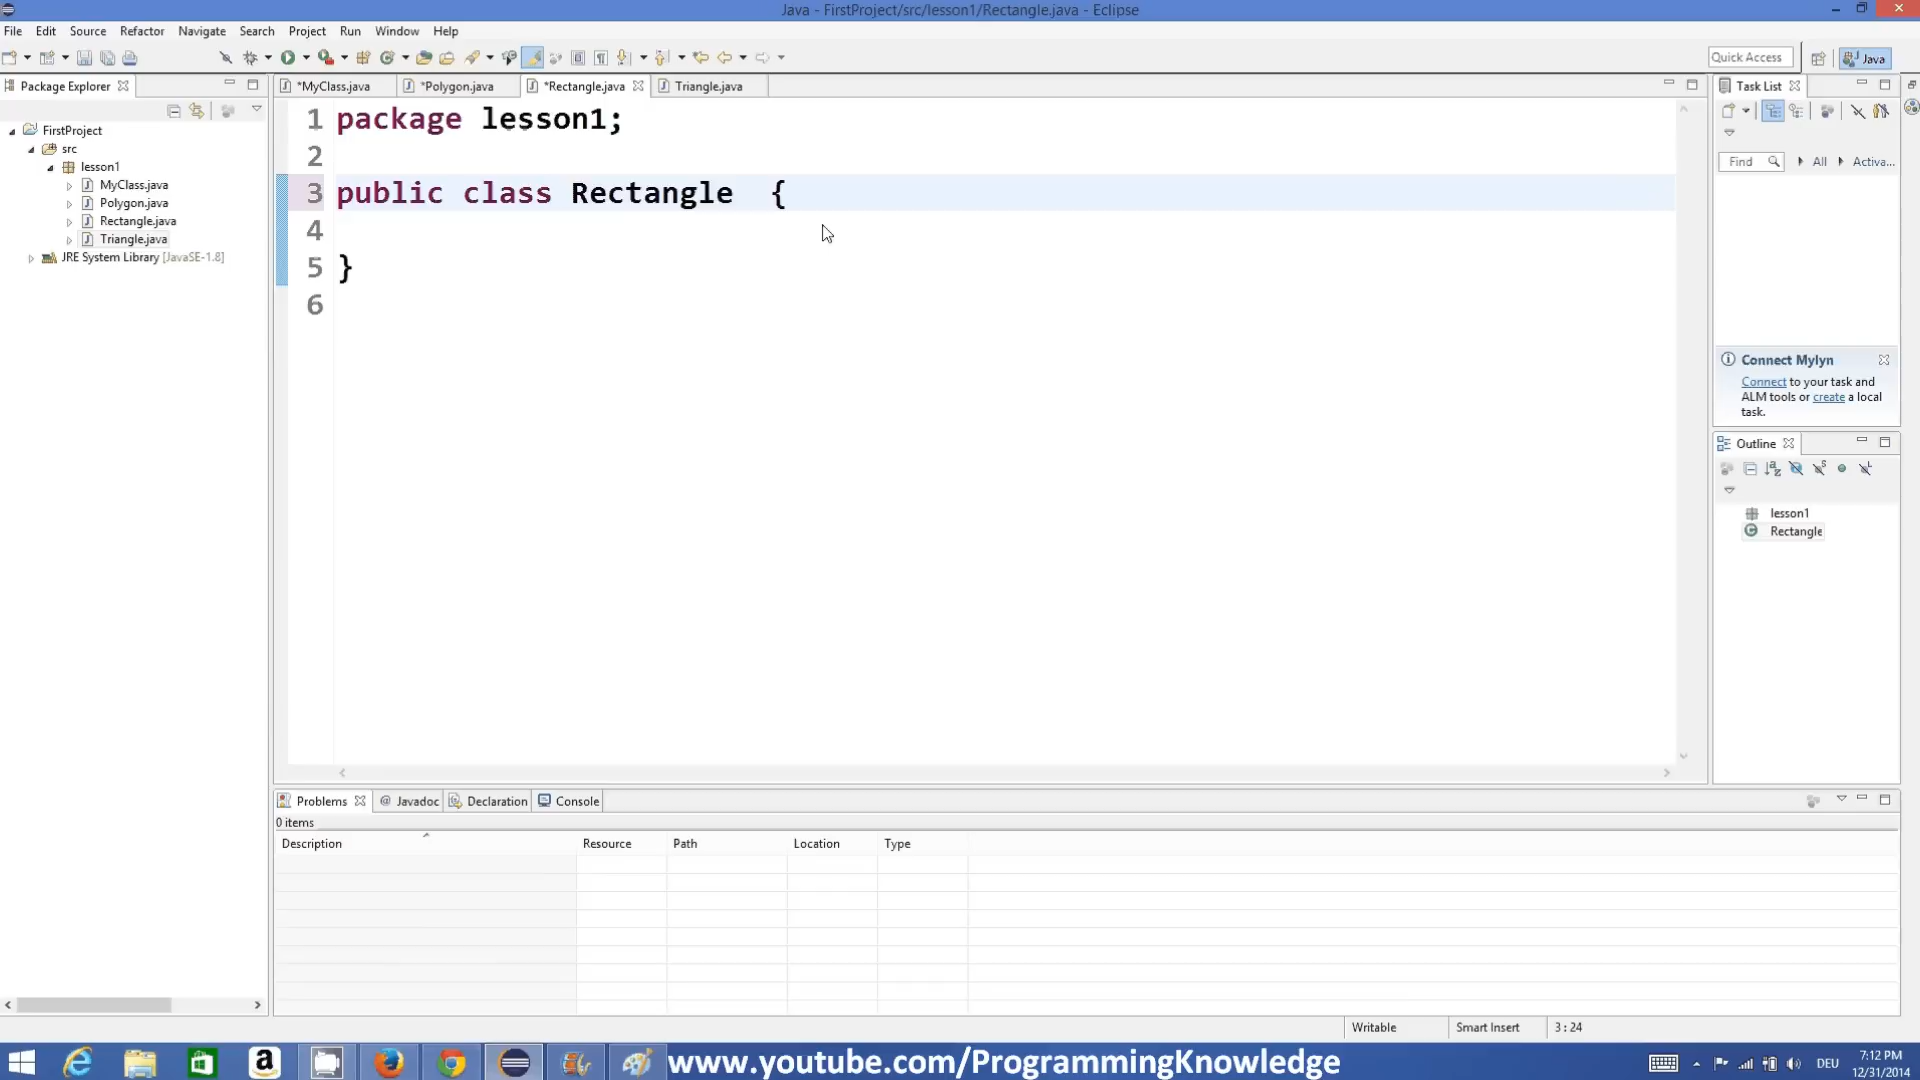 Java - FirstProject/src/lesson1/Rectangle.java - Eclipse
File Edit Source Refactor Navigate Search Project Run Window Help
Quick Access
Java
Package Explorer
*MyClass.java
*Polygon.java
*Rectangle.java
Triangle.java
Task List
FirstProject
src
lesson1
MyClass.java
Polygon.java
Rectangle.java
Triangle.java
JRE System Library [JavaSE-1.8]
1 package lesson1;
2
3 public class Rectangle  {
4
5 }
6
Find All Activa...
Connect Mylyn
Connect to your task and
ALM tools or create a local
task.
Outline
lesson1
Rectangle
Problems @ Javadoc Declaration Console
0 items
Description Resource Path Location Type
Writable Smart Insert 3 : 24
www.youtube.com/ProgrammingKnowledge
DEU
7:12 PM
12/31/2014